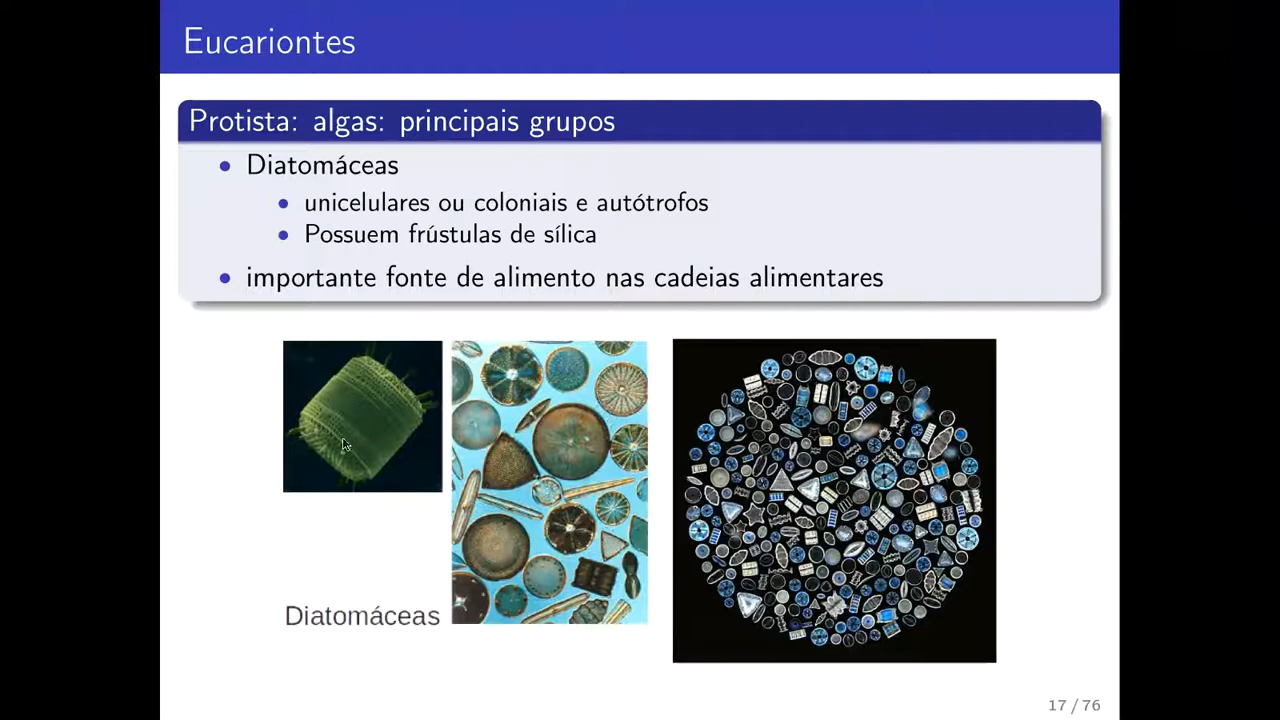 Eucariontes
Protista: algas: principais grupos
Diatomáceas
unicelulares ou coloniais e autótrofos
Possuem frústulas de sílica
importante fonte de alimento nas cadeias alimentares
Diatomáceas
17 / 76